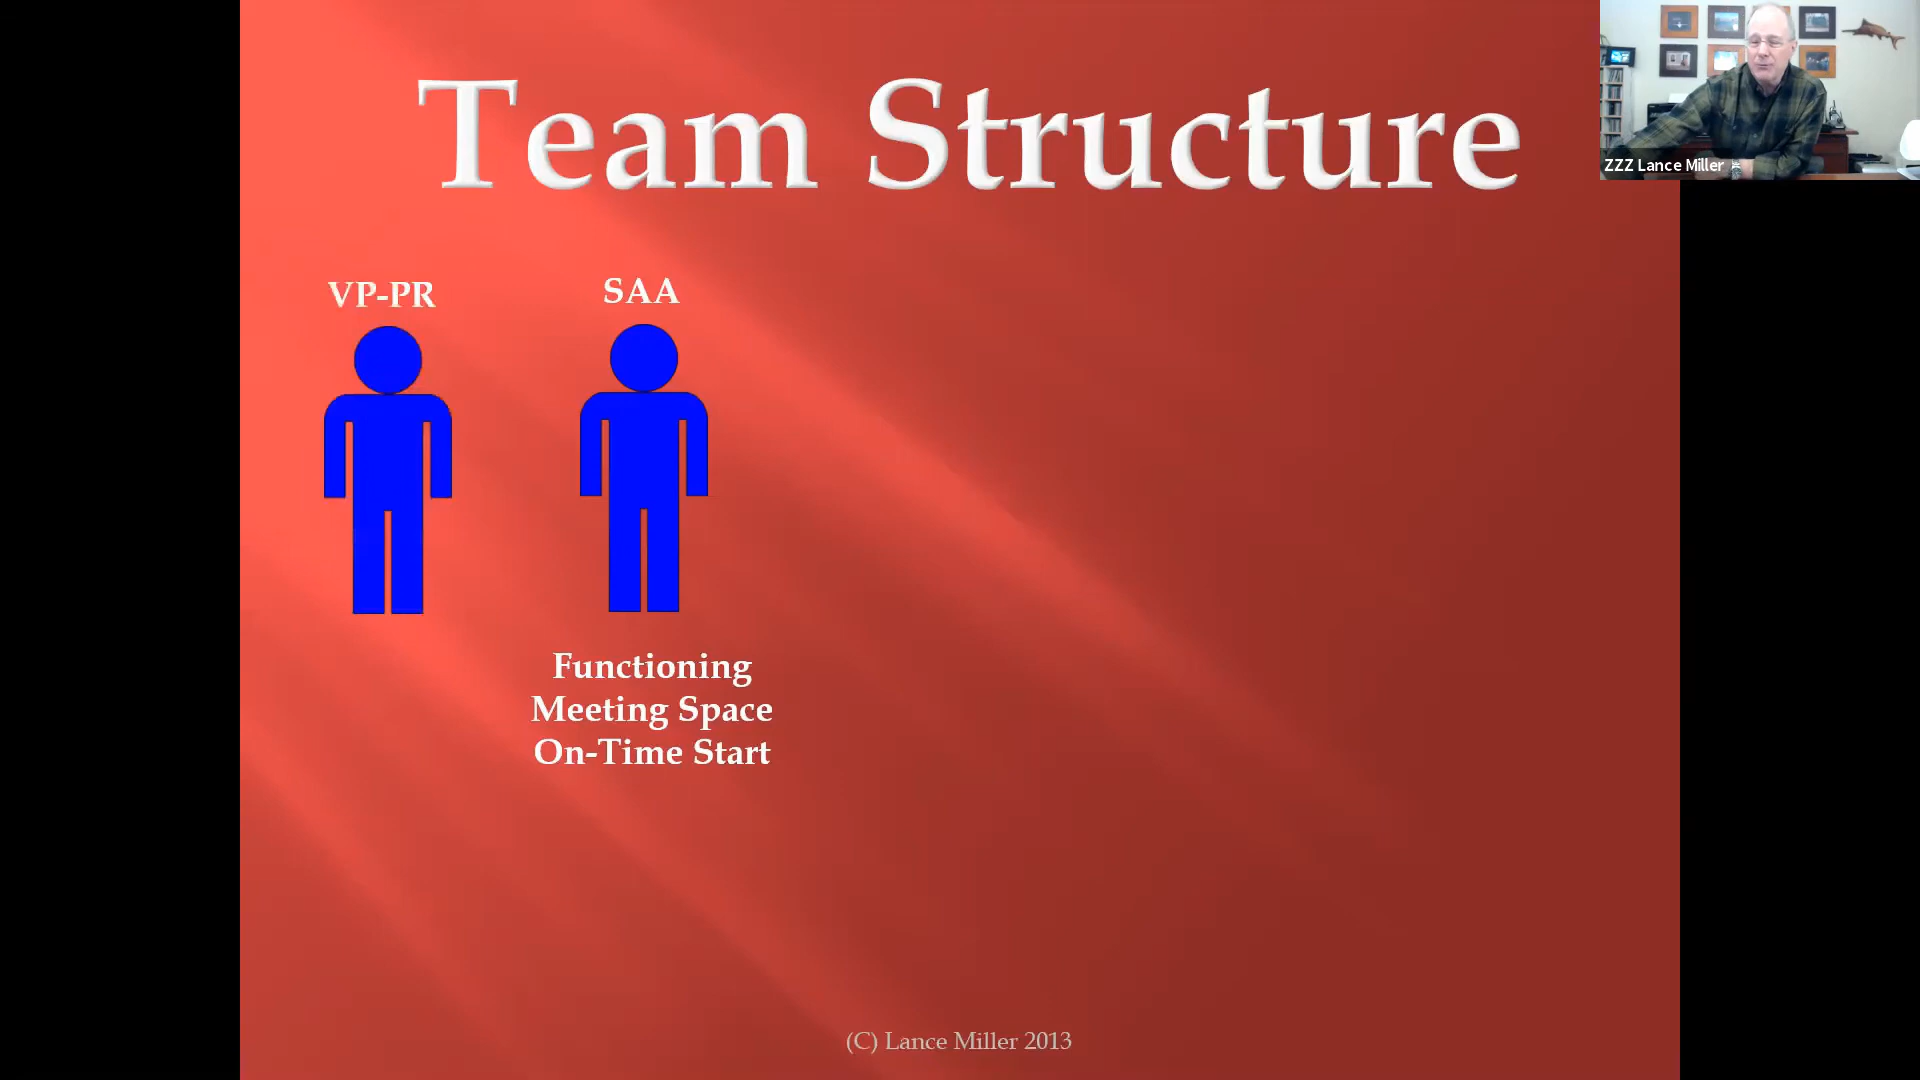 Team Structure
ZZZ Lance Miller
VP-PR
SAA
Functioning
Meeting Space
On-Time Start
(C) Lance Miller 2013